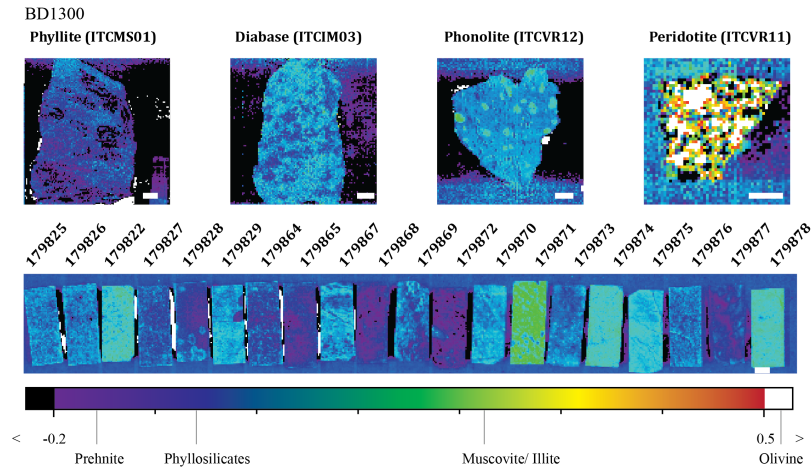 BD1300
Phyllite (ITCMS01) Diabase (ITCIM03) Phonolite (ITCVR12) Peridotite (ITCVR11)
179825 179826 179822 179827 179828 179829 179864 179865 179867 179868 179869 179872 179870 179871 179873 179874 179875 179876 179877 179878
< -0.2 0.5 >
Prehnite Phyllosilicates Muscovite/ Illite Olivine